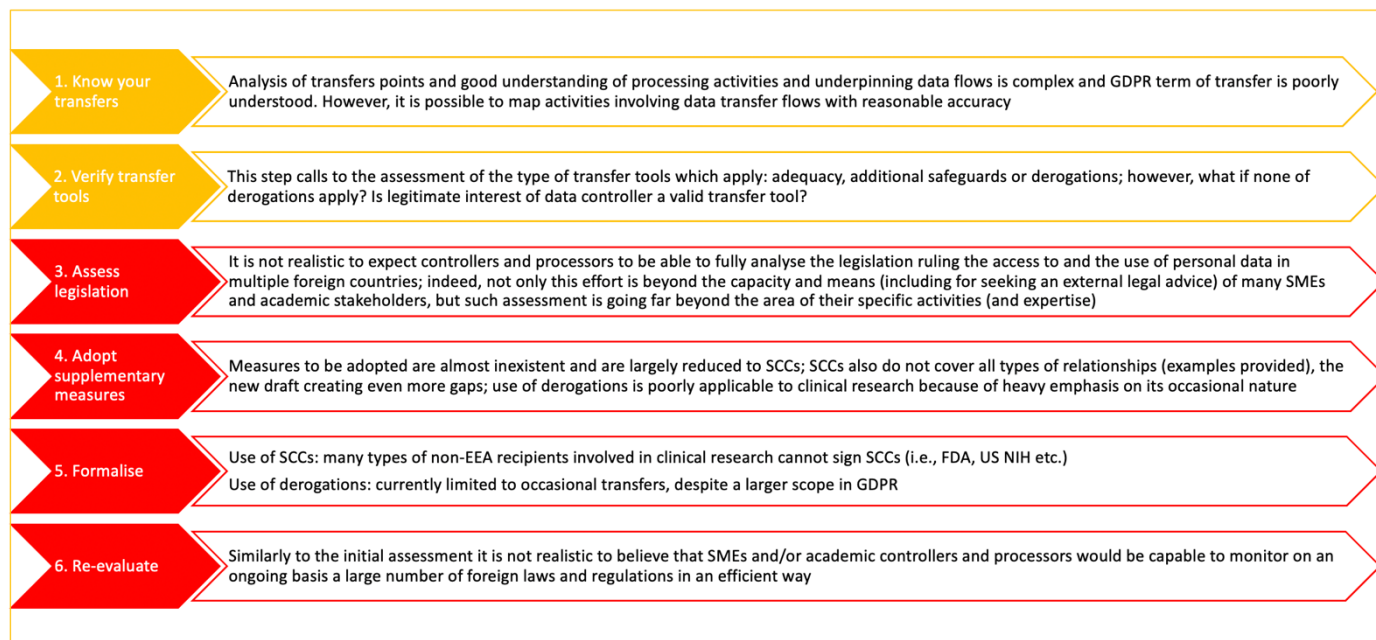 1. Know your
transfers
Analysis of transfers points and good understanding of processing activities and underpinning data flows is complex and GDPR term of transfer is poorly
understood. However, it is possible to map activities involving data transfer flows with reasonable accuracy
2. Verify transfer
tools
This step calls to the assessment of the type of transfer tools which apply: adequacy, additional safeguards or derogations; however, what if none of
derogations apply? Is legitimate interest of data controller a valid transfer tool?
3. Assess
legislation
It is not realistic to expect controllers and processors to be able to fully analyse the legislation ruling the access to and the use of personal data in
multiple foreign countries; indeed, not only this effort is beyond the capacity and means (including for seeking an external legal advice) of many SMEs
and academic stakeholders, but such assessment is going far beyond the area of their specific activities (and expertise)
4. Adopt
supplementary
measures
Measures to be adopted are almost inexistent and are largely reduced to SCCs; SCCs also do not cover all types of relationships (examples provided), the
new draft creating even more gaps; use of derogations is poorly applicable to clinical research because of heavy emphasis on its occasional nature
5. Formalise
Use of SCCs: many types of non-EEA recipients involved in clinical research cannot sign SCCs (i.e., FDA, US NIH etc.)
Use of derogations: currently limited to occasional transfers, despite a larger scope in GDPR
6. Re-evaluate
Similarly to the initial assessment it is not realistic to believe that SMEs and/or academic controllers and processors would be capable to monitor on an
ongoing basis a large number of foreign laws and regulations in an efficient way